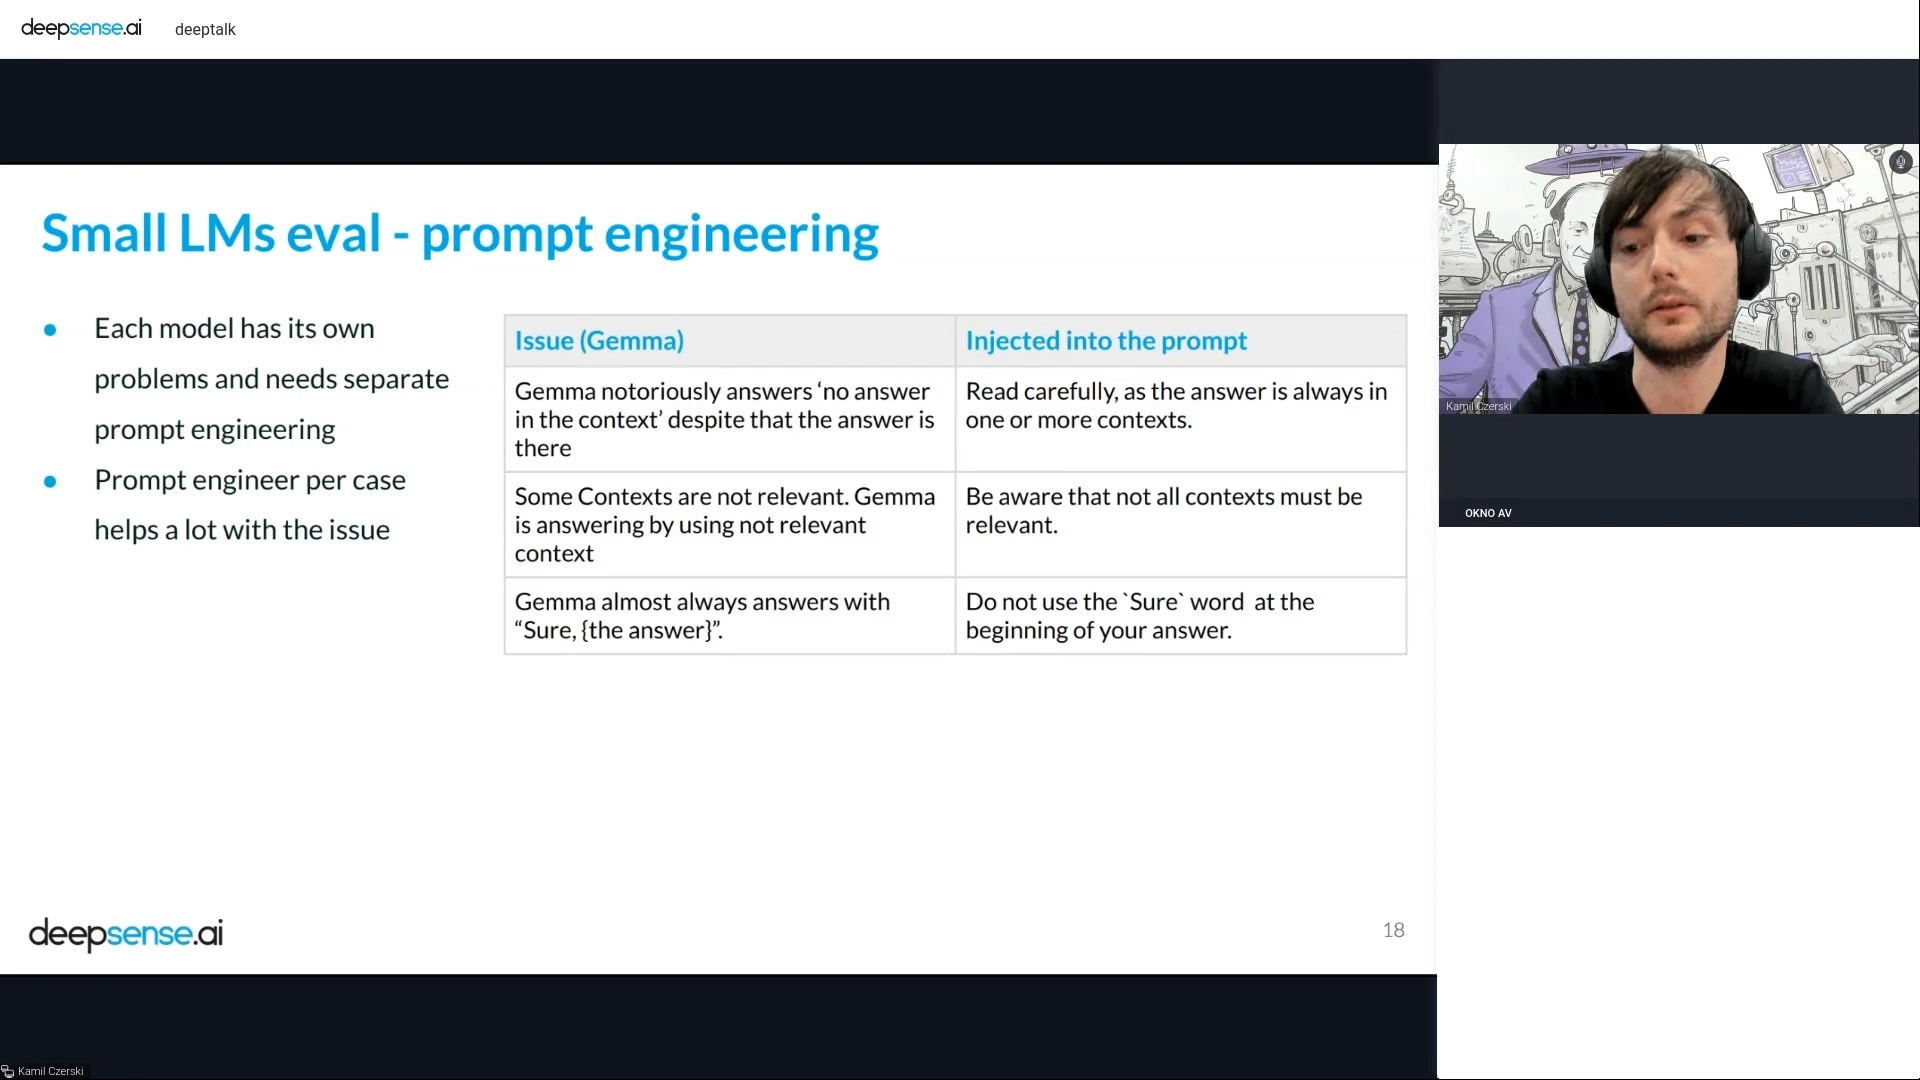 deepsense.ai
deeptalk
Small LMs eval - prompt engineering
Each model has its own
problems and needs separate
prompt engineering
Prompt engineer per case
helps a lot with the issue
Issue (Gemma)
Injected into the prompt
Gemma notoriously answers ‘no answer
in the context’ despite that the answer is
there
Read carefully, as the answer is always in
one or more contexts.
Some Contexts are not relevant. Gemma
is answering by using not relevant
context
Be aware that not all contexts must be
relevant.
Gemma almost always answers with
“Sure, {the answer}”.
Do not use the `Sure` word at the
beginning of your answer.
deepsense.ai
18
Kamil Czerski
OKNO AV
Kamil Czerski